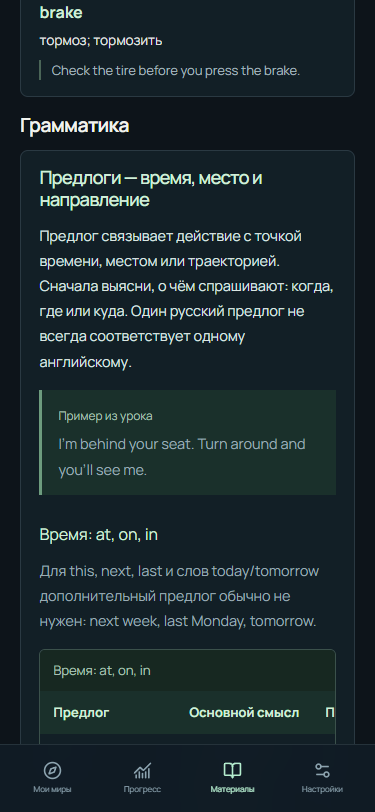 brake
тормоз; тормозить
Check the tire before you press the brake.
Грамматика
Предлоги — время, место и
направление
Предлог связывает действие с точкой
времени, местом или траекторией.
Сначала выясни, о чём спрашивают: когда,
где или куда. Один русский предлог не
всегда соответствует одному
английскому.
Пример из урока
I'm behind your seat. Turn around and
you'll see me.
Время: at, on, in
Для this, next, last и слов today/tomorrow
дополнительный предлог обычно не
нужен: next week, last Monday, tomorrow.
Время: at, on, in
Предлог Основной смысл П
Мои миры Прогресс Материалы Настройки